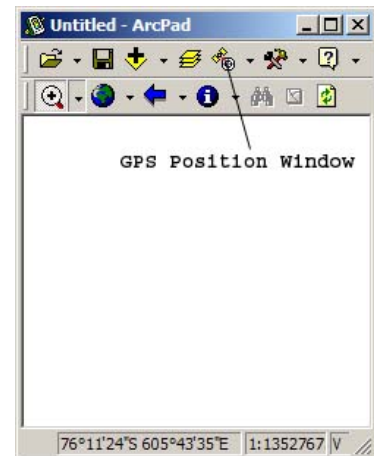 Untitled - ArcPad
GPS Position Window
76°11'24"S 605°43'35"E 1:1352767 V